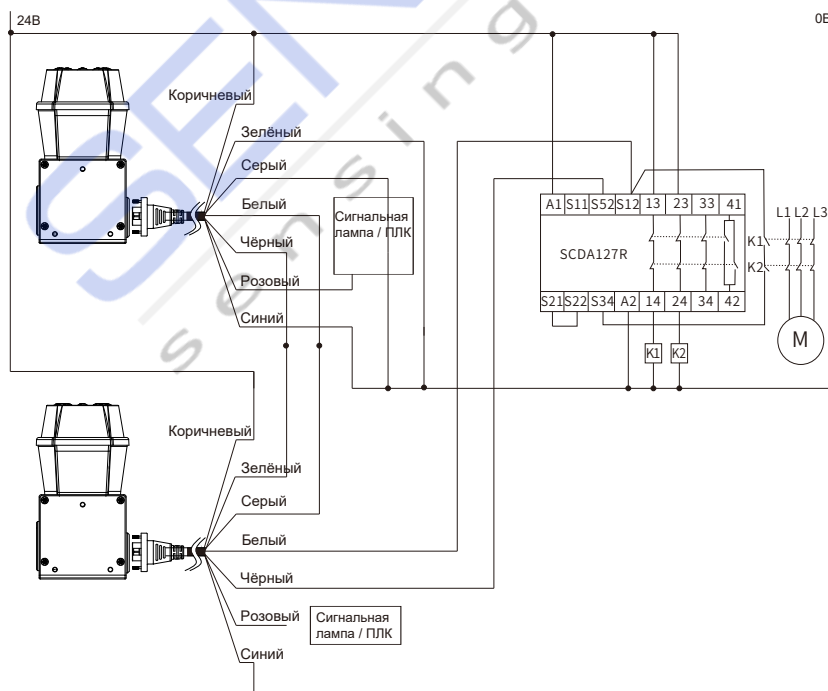 24В
0В
Коричневый
Зелёный
Серый
Белый
Чёрный
Розовый
Синий
Сигнальная
лампа / ПЛК
A1 S11 S52 S12 13 23 33 41
SCDA127R
S21 S22 S34 A2 14 24 34 42
K1
K2
L1 L2 L3
K1 K2
M
Коричневый
Зелёный
Серый
Белый
Чёрный
Розовый
Синий
Сигнальная
лампа / ПЛК
sensing